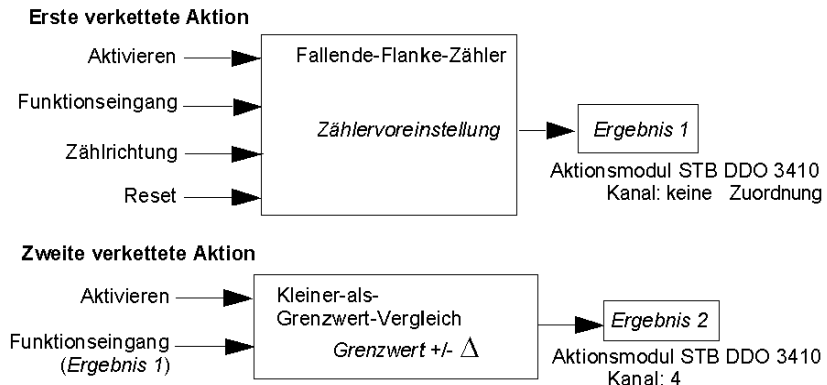 Erste verkettete Aktion
Aktivieren
Fallende-Flanke-Zähler
Funktionseingang
Zählervoreinstellung
Ergebnis 1
Zählrichtung
Aktionsmodul STB DDO 3410
Reset
Kanal: keine Zuordnung
Zweite verkettete Aktion
Aktivieren
Kleiner-als-
Grenzwert-Vergleich
Ergebnis 2
Funktionseingang
Grenzwert +/- Δ
(Ergebnis 1)
Aktionsmodul STB DDO 3410
Kanal: 4